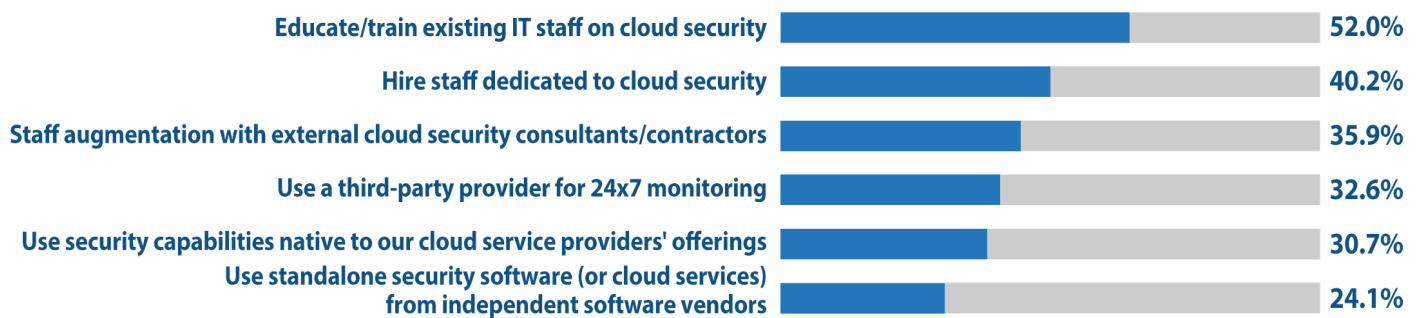 Educate/train existing IT staff on cloud security 52.0%
Hire staff dedicated to cloud security 40.2%
Staff augmentation with external cloud security consultants/contractors 35.9%
Use a third-party provider for 24x7 monitoring 32.6%
Use security capabilities native to our cloud service providers' offerings 30.7%
Use standalone security software (or cloud services)
from independent software vendors 24.1%